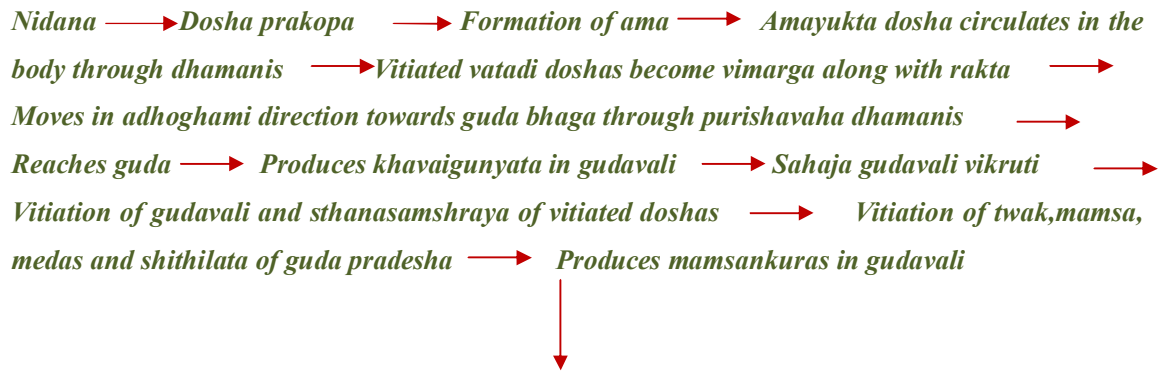 Nidana Dosha prakopa Formation of ama Amayukta dosha circulates in the
body through dhamanis Vitiated vatadi doshas become vimarga along with rakta
Moves in adhoghami direction towards guda bhaga through purishavaha dhamanis
Reaches guda Produces khavaigunyata in gudavali Sahaja gudavali vikruti
Vitiation of gudavali and sthanasamshraya of vitiated doshas Vitiation of twak,mamsa,
medas and shithilata of guda pradesha Produces mamsankuras in gudavali